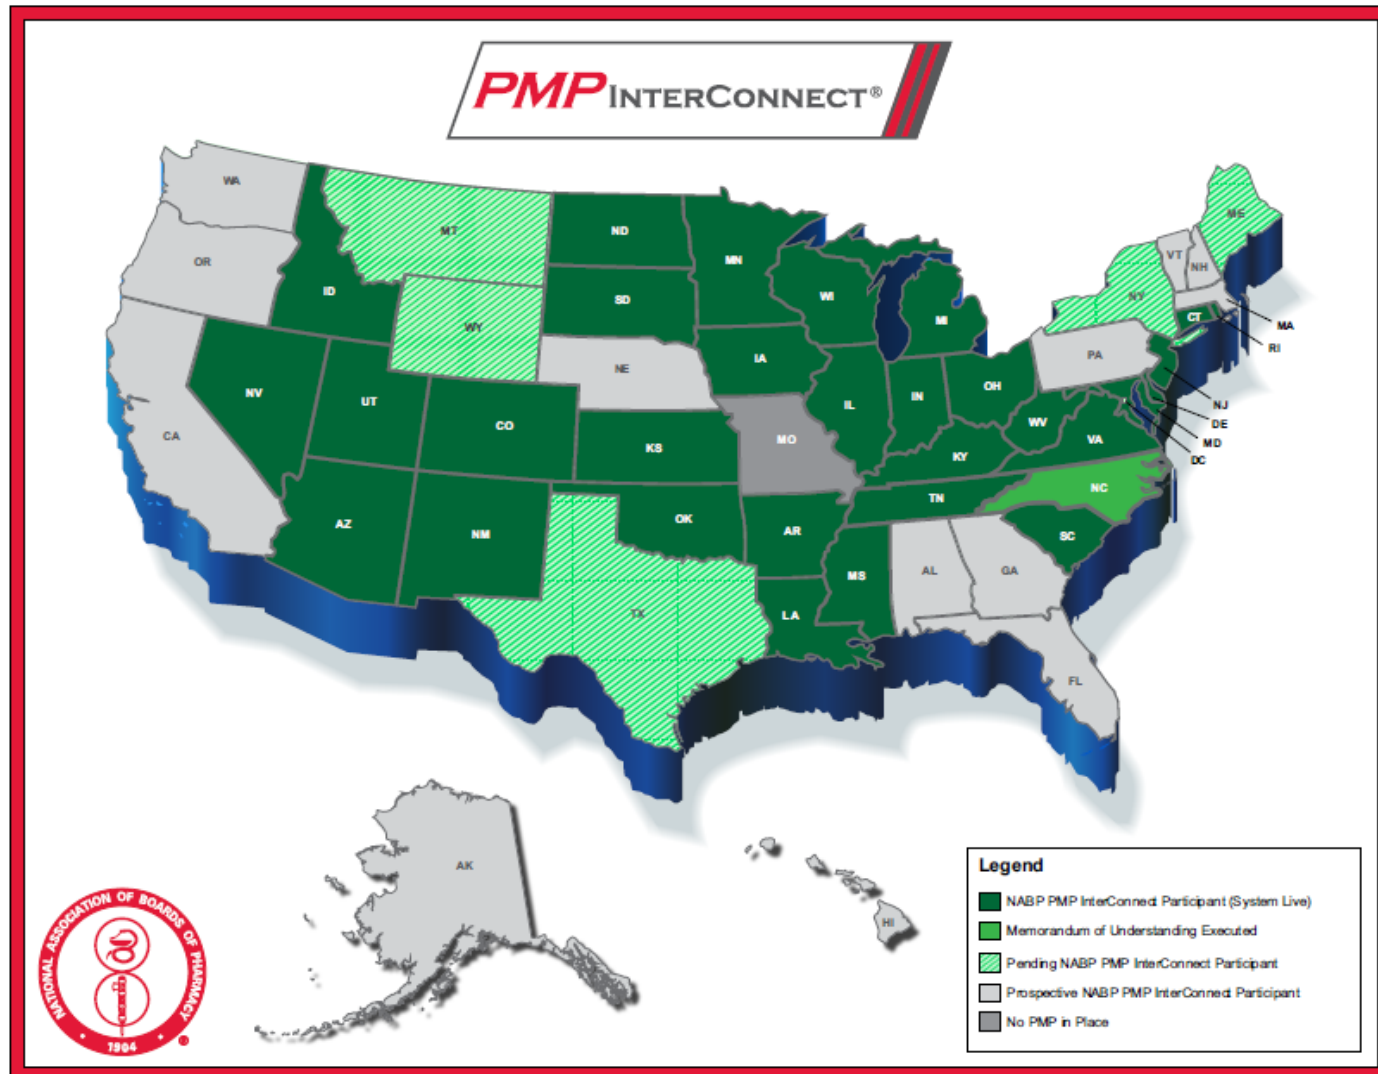 PMP INTERCONNECT®
WA
MT
ND
MN
ME
OR
ID
SD
WI
MI
VT
NH
NY
MA
WY
CT
RI
NE
IA
PA
NV
UT
CO
IL
IN
OH
NJ
DE
MD
DC
CA
KS
MO
WV
VA
KY
NC
AZ
NM
OK
AR
TN
SC
MS
AL
GA
TX
LA
FL
AK
HI
Legend
NABP PMP InterConnect Participant (System Live)
Memorandum of Understanding Executed
Pending NABP PMP InterConnect Participant
Prospective NABP PMP InterConnect Participant
No PMP in Place
NATIONAL ASSOCIATION OF BOARDS OF PHARMACY
1904
®